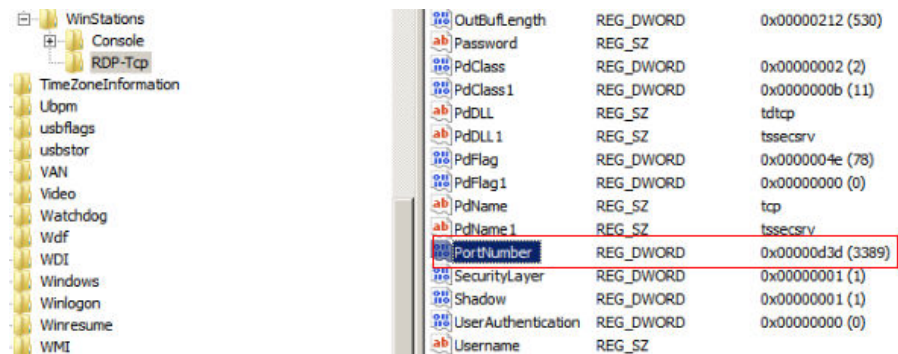 WinStations
Console
RDP-Tcp
TimeZoneInformation
Ubpm
usbflags
usbstor
VAN
Video
Watchdog
Wdf
WDI
Windows
Winlogon
Winresume
WMI
OutBufLength REG_DWORD 0x00000212 (530)
Password REG_SZ
PdClass REG_DWORD 0x00000002 (2)
PdClass1 REG_DWORD 0x0000000b (11)
PdDLL REG_SZ tdtcp
PdDLL1 REG_SZ tssecsrv
PdFlag REG_DWORD 0x0000004e (78)
PdFlag1 REG_DWORD 0x00000000 (0)
PdName REG_SZ tcp
PdName1 REG_SZ tssecsrv
PortNumber REG_DWORD 0x00000d3d (3389)
SecurityLayer REG_DWORD 0x00000001 (1)
Shadow REG_DWORD 0x00000001 (1)
UserAuthentication REG_DWORD 0x00000000 (0)
Username REG_SZ